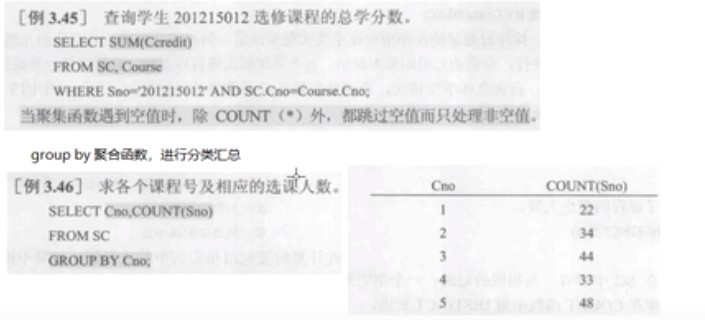 ［例 3.45］ 查询学生 201215012 选修课程的总学分数。
SELECT SUM(Ccredit)
FROM SC, Course
WHERE Sno='201215012' AND SC.Cno=Course.Cno;
当聚集函数遇到空值时，除 COUNT（*）外，都跳过空值而只处理非空值。
group by 聚合函数，进行分类汇总
［例 3.46］ 求各个课程号及相应的选课人数。
SELECT Cno,COUNT(Sno)
FROM SC
GROUP BY Cno;
Cno COUNT(Sno)
1 22
2 34
3 44
4 33
5 48